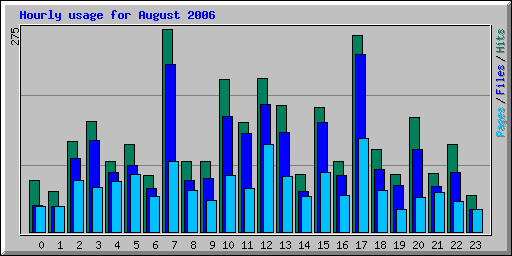 Hourly usage for August 2006
275
Pages / Files / Hits
0 1 2 3 4 5 6 7 8 9 10 11 12 13 14 15 16 17 18 19 20 21 22 23